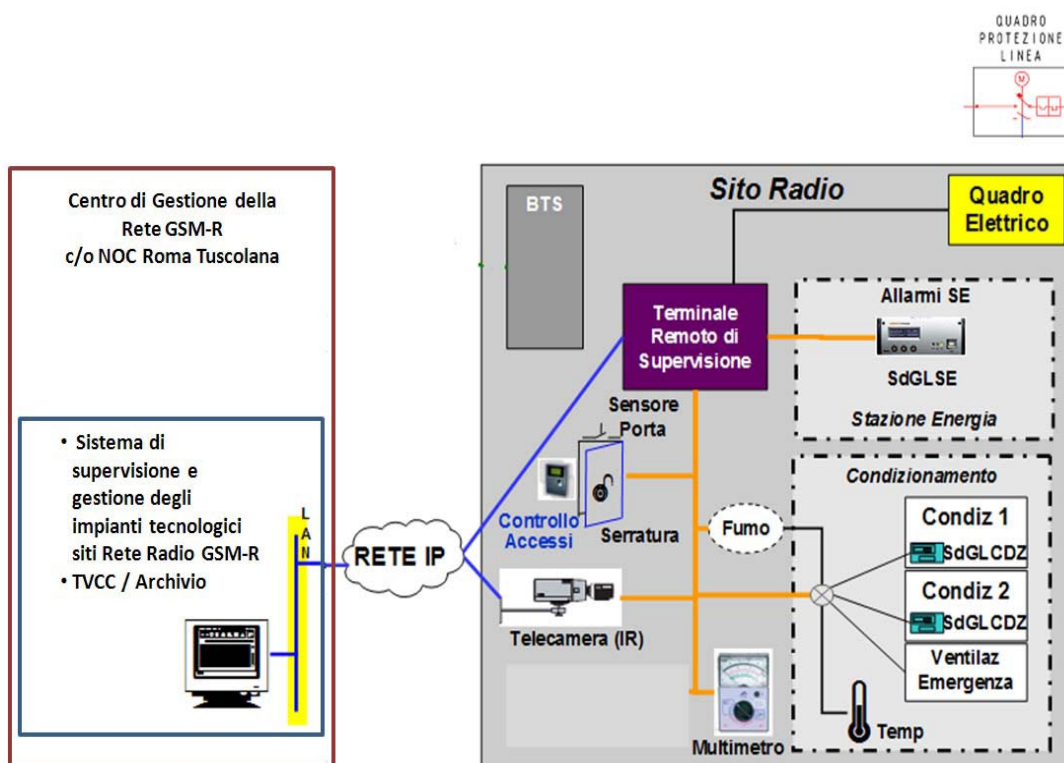 QUADRO
PROTEZIONE
LINEA
M
Centro di Gestione della
Rete GSM-R
c/o NOC Roma Tuscolana
• Sistema di
supervisione e
gestione degli
impianti tecnologici
siti Rete Radio GSM-R
• TVCC / Archivio
LAN
RETE IP
BTS
Sito Radio
Quadro
Elettrico
Terminale
Remoto di
Supervisione
Allarmi SE
SdGLSE
Stazione Energia
Sensore
Porta
Controllo
Accessi
Serratura
Fumo
Telecamera (IR)
Multimetro
Condizionamento
Condiz 1
SdGLCDZ
Condiz 2
SdGLCDZ
Ventilaz
Emergenza
Temp